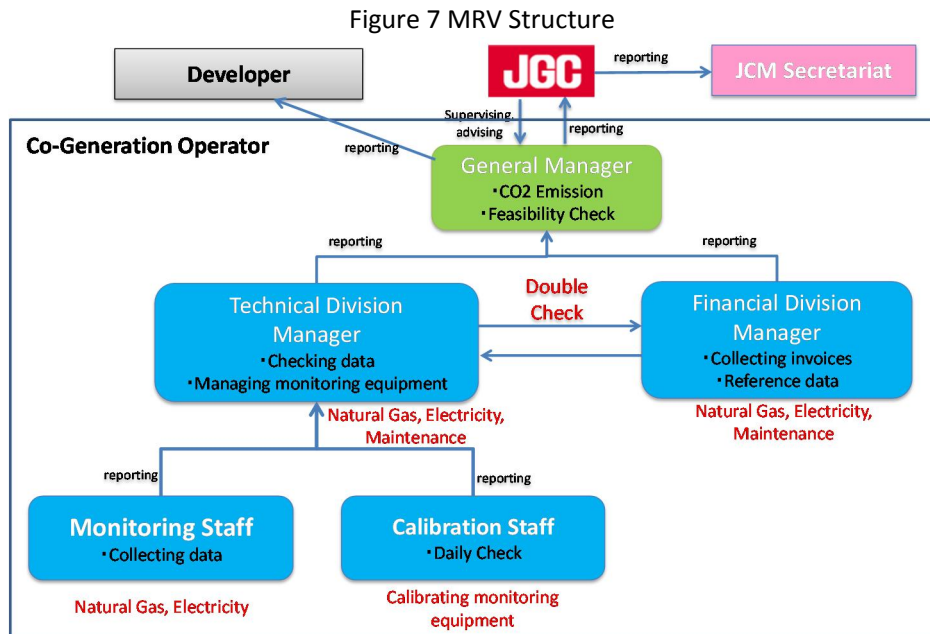 Figure 7 MRV Structure
Developer
JGC
reporting
JCM Secretariat
Supervising,
advising
reporting
reporting
Co-Generation Operator
General Manager
・CO2 Emission
・Feasibility Check
reporting
reporting
Technical Division
Manager
・Checking data
・Managing monitoring equipment
Double
Check
Financial Division
Manager
・Collecting invoices
・Reference data
Natural Gas, Electricity,
Maintenance
Natural Gas, Electricity,
Maintenance
reporting
reporting
Monitoring Staff
・Collecting data
Calibration Staff
・Daily Check
Natural Gas, Electricity
Calibrating monitoring
equipment